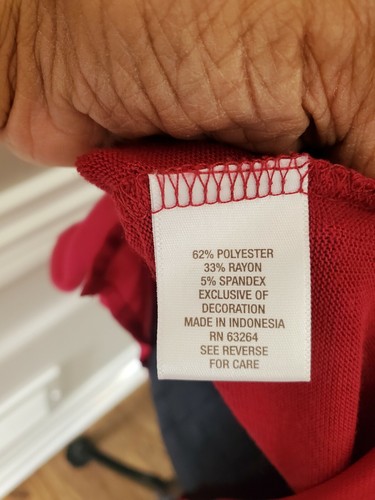 62% POLYESTER
33% RAYON
5% SPANDEX
EXCLUSIVE OF
DECORATION
MADE IN INDONESIA
RN 63264
SEE REVERSE
FOR CARE